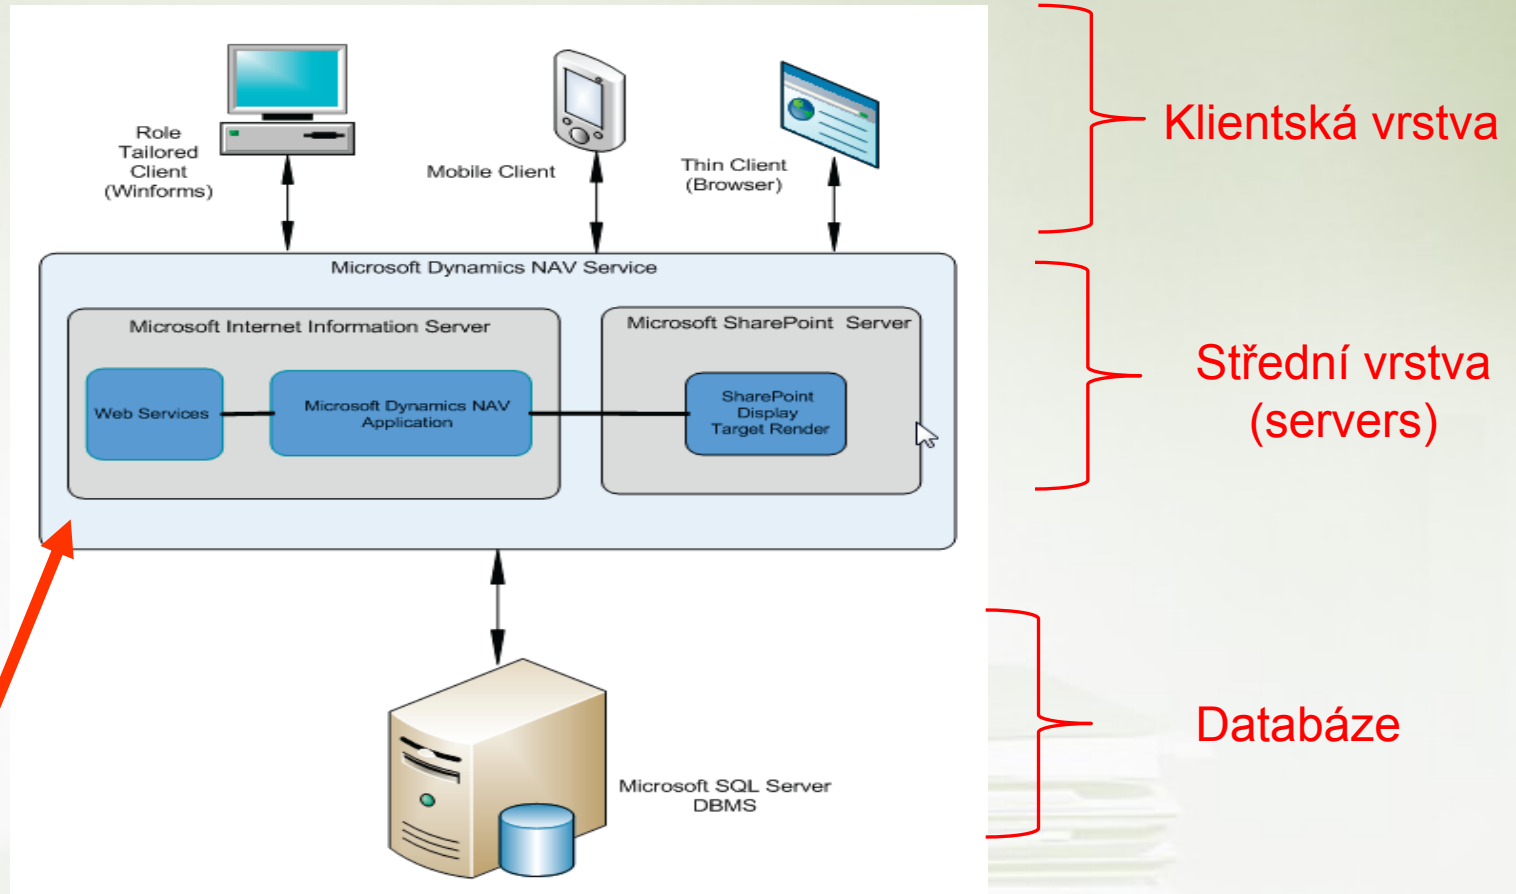 Role
Tailored
Client
(Winforms)
Mobile Client
Thin Client
(Browser)
Klientská vrstva
Microsoft Dynamics NAV Service
Microsoft Internet Information Server
Microsoft SharePoint Server
Web Services
Microsoft Dynamics NAV
Application
SharePoint
Display
Target Render
Střední vrstva
(servers)
Microsoft SQL Server
DBMS
Databáze